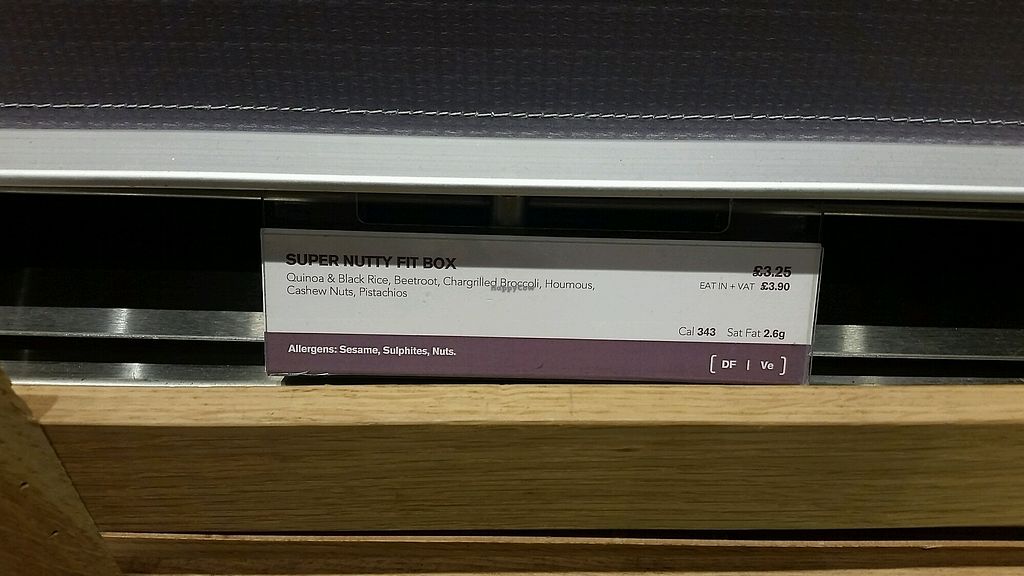 SUPER NUTTY FIT BOX
£3.25
Quinoa & Black Rice, Beetroot, Chargrilled Broccoli, Houmous,
EAT IN + VAT £3.90
Cashew Nuts, Pistachios
HappyCow
Cal 343 Sat Fat 2.6g
Allergens: Sesame, Sulphites, Nuts.
[ DF | Ve ]